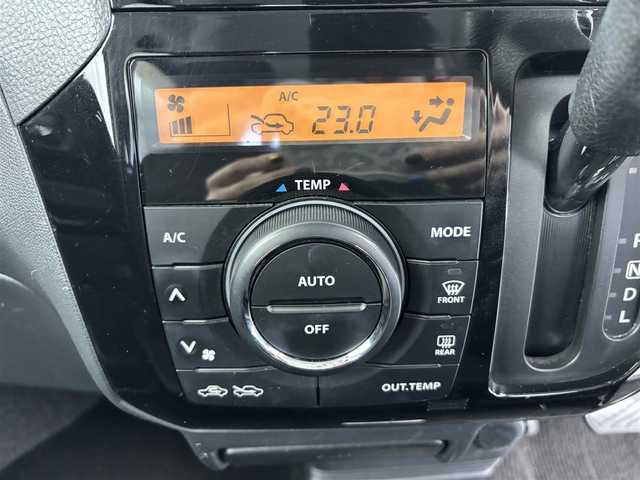 A/C
23.0
TEMP
A/C
MODE
AUTO
OFF
FRONT
REAR
OUT.TEMP
N
D
L